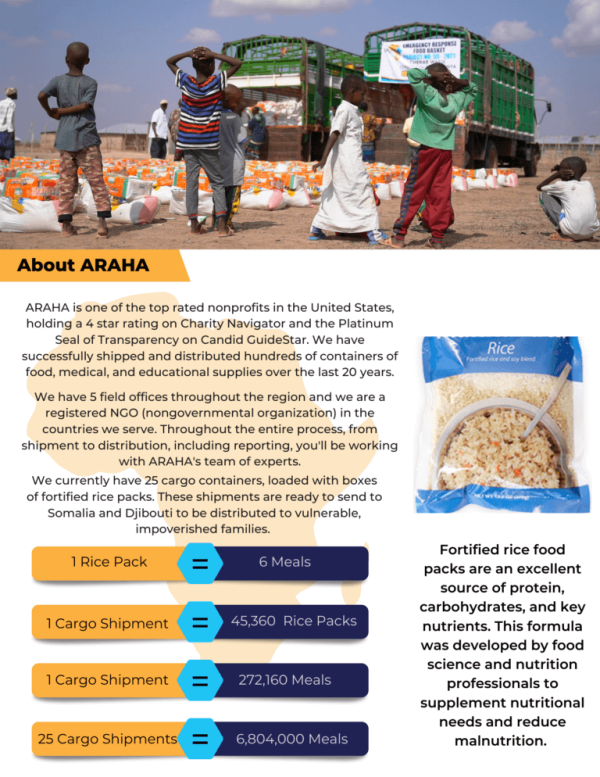 EMERGENCY RESPONSE
FOOD BASKET
About ARAHA
ARAHA is one of the top rated nonprofits in the United States,
holding a 4 star rating on Charity Navigator and the Platinum
Seal of Transparency on Candid GuideStar. We have
successfully shipped and distributed hundreds of containers of
food, medical, and educational supplies over the last 20 years.
We have 5 field offices throughout the region and we are a
registered NGO (nongovernmental organization) in the
countries we serve. Throughout the entire process, from
shipment to distribution, including reporting, you'll be working
with ARAHA's team of experts.
We currently have 25 cargo containers, loaded with boxes
of fortified rice packs. These shipments are ready to send to
Somalia and Djibouti to be distributed to vulnerable,
impoverished families.
1 Rice Pack = 6 Meals
1 Cargo Shipment = 45,360 Rice Packs
1 Cargo Shipment = 272,160 Meals
25 Cargo Shipments = 6,804,000 Meals
Rice
Fortified rice and soy blend
Fortified rice food
packs are an excellent
source of protein,
carbohydrates, and key
nutrients. This formula
was developed by food
science and nutrition
professionals to
supplement nutritional
needs and reduce
malnutrition.